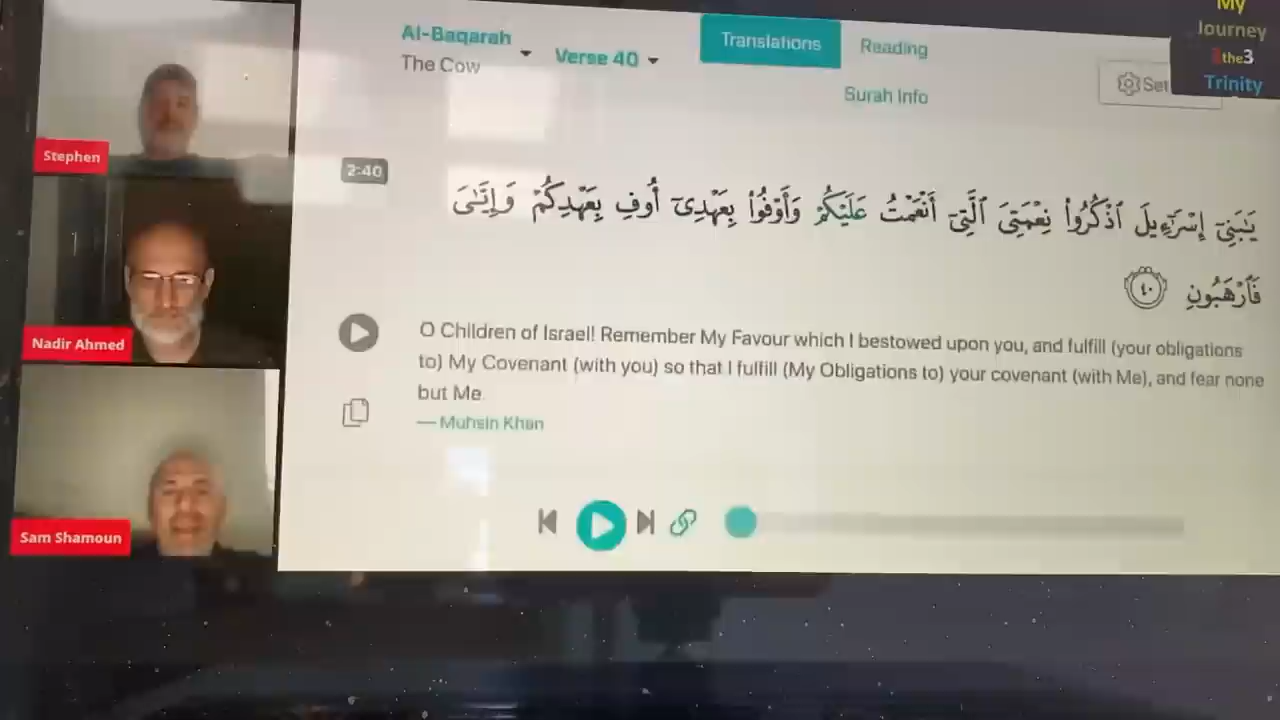 Stephen
Nadir Ahmed
Sam Shamoun
Al-Baqarah
The Cow
Verse 40
Translations
Reading
Surah Info
Set
My
Journey
the3
Trinity
2:40
يَٰبَنِىٓ إِسْرَٰٓءِيلَ ٱذْكُرُوا۟ نِعْمَتِىَ ٱلَّتِىٓ أَنْعَمْتُ عَلَيْكُمْ وَأَوْفُوا۟ بِعَهْدِىٓ أُوفِ بِعَهْدِكُمْ وَإِيَّٰىَ
فَٱرْهَبُونِ ٤٠
O Children of Israel! Remember My Favour which I bestowed upon you, and fulfill (your obligations
to) My Covenant (with you) so that I fulfill (My Obligations to) your covenant (with Me), and fear none
but Me.
— Muhsin Khan